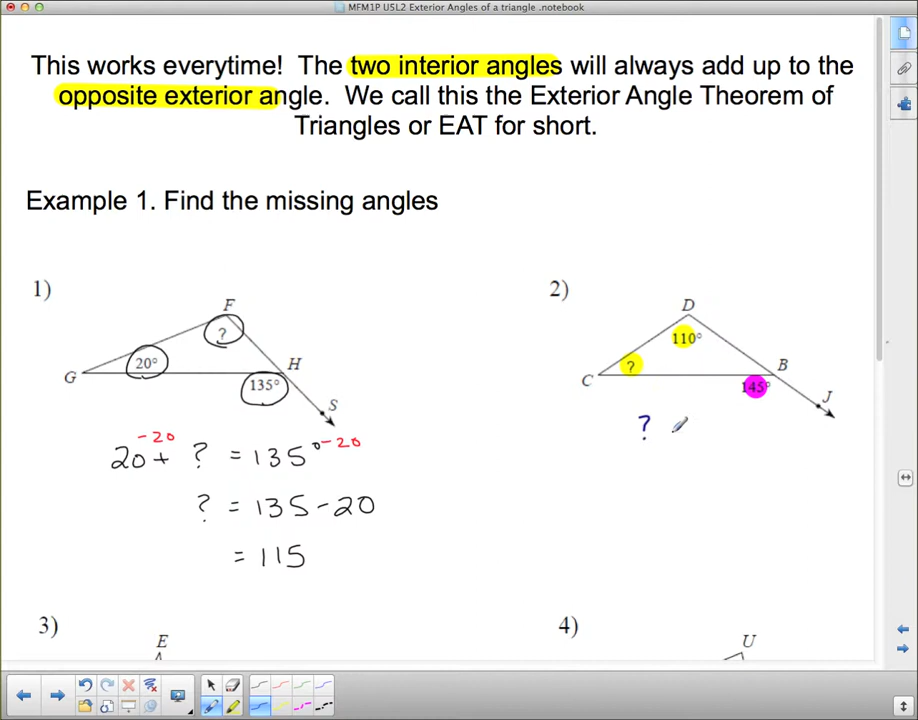 MFM1P USL2 Exterior Angles of a triangle .notebook
This works everytime! The two interior angles will always add up to the
opposite exterior angle. We call this the Exterior Angle Theorem of
Triangles or EAT for short.
Example 1. Find the missing angles
1)
F
?
20°
H
G
135°
S
-20
20 + ? = 135° -20
? = 135 - 20
= 115
2)
D
110°
?
B
C
145°
J
?
3)
E
4)
U